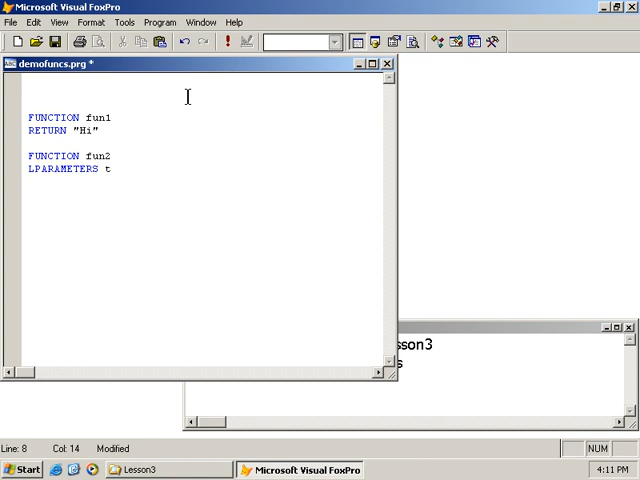 Microsoft Visual FoxPro
File Edit View Format Tools Program Window Help
demofuncs.prg *
FUNCTION fun1
RETURN "Hi"
FUNCTION fun2
LPARAMETERS t
sson3
s
Line: 8 Col: 14 Modified NUM
Start Lesson3 Microsoft Visual FoxPro 4:11 PM